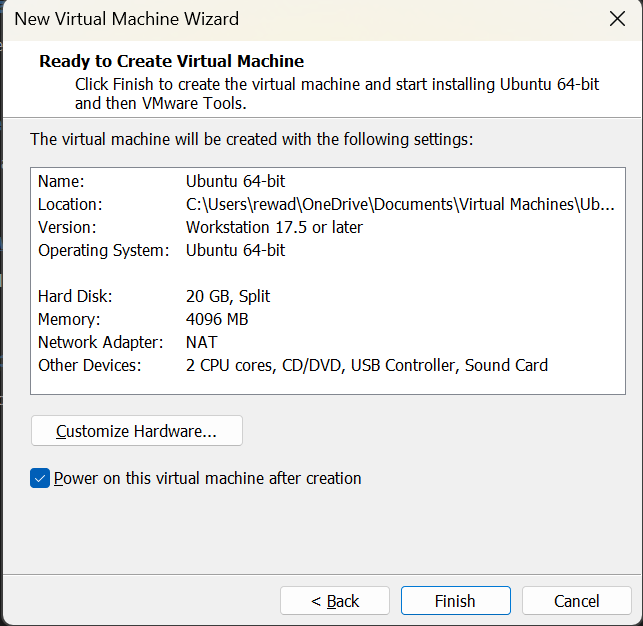 New Virtual Machine Wizard
Ready to Create Virtual Machine
Click Finish to create the virtual machine and start installing Ubuntu 64-bit
and then VMware Tools.
The virtual machine will be created with the following settings:
Name: Ubuntu 64-bit
Location: C:\Users\rewad\OneDrive\Documents\Virtual Machines\Ub...
Version: Workstation 17.5 or later
Operating System: Ubuntu 64-bit
Hard Disk: 20 GB, Split
Memory: 4096 MB
Network Adapter: NAT
Other Devices: 2 CPU cores, CD/DVD, USB Controller, Sound Card
Customize Hardware...
Power on this virtual machine after creation
< Back Finish Cancel